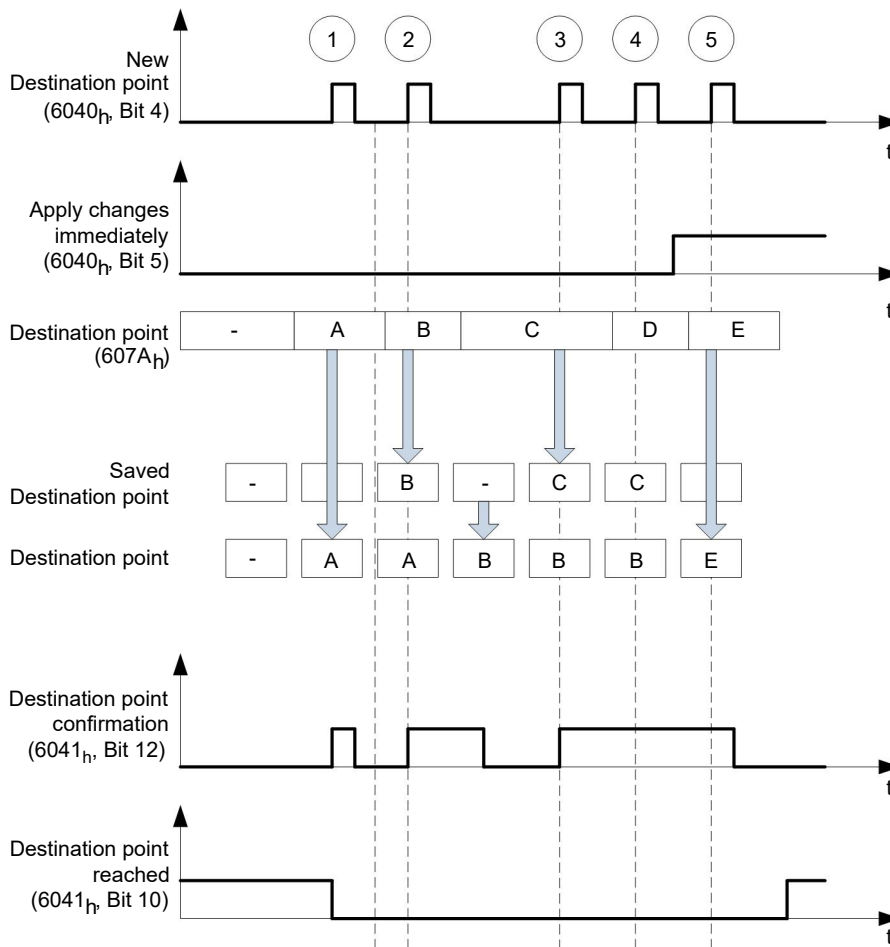 1 2 3 4 5
New
Destination point
(6040h, Bit 4)
t
Apply changes
immediately
(6040h, Bit 5)
t
Destination point
(607Ah)
- A B C D E
Saved
Destination point
- B - C C
Destination point
- A A B B B E
Destination point
confirmation
(6041h, Bit 12)
t
Destination point
reached
(6041h, Bit 10)
t